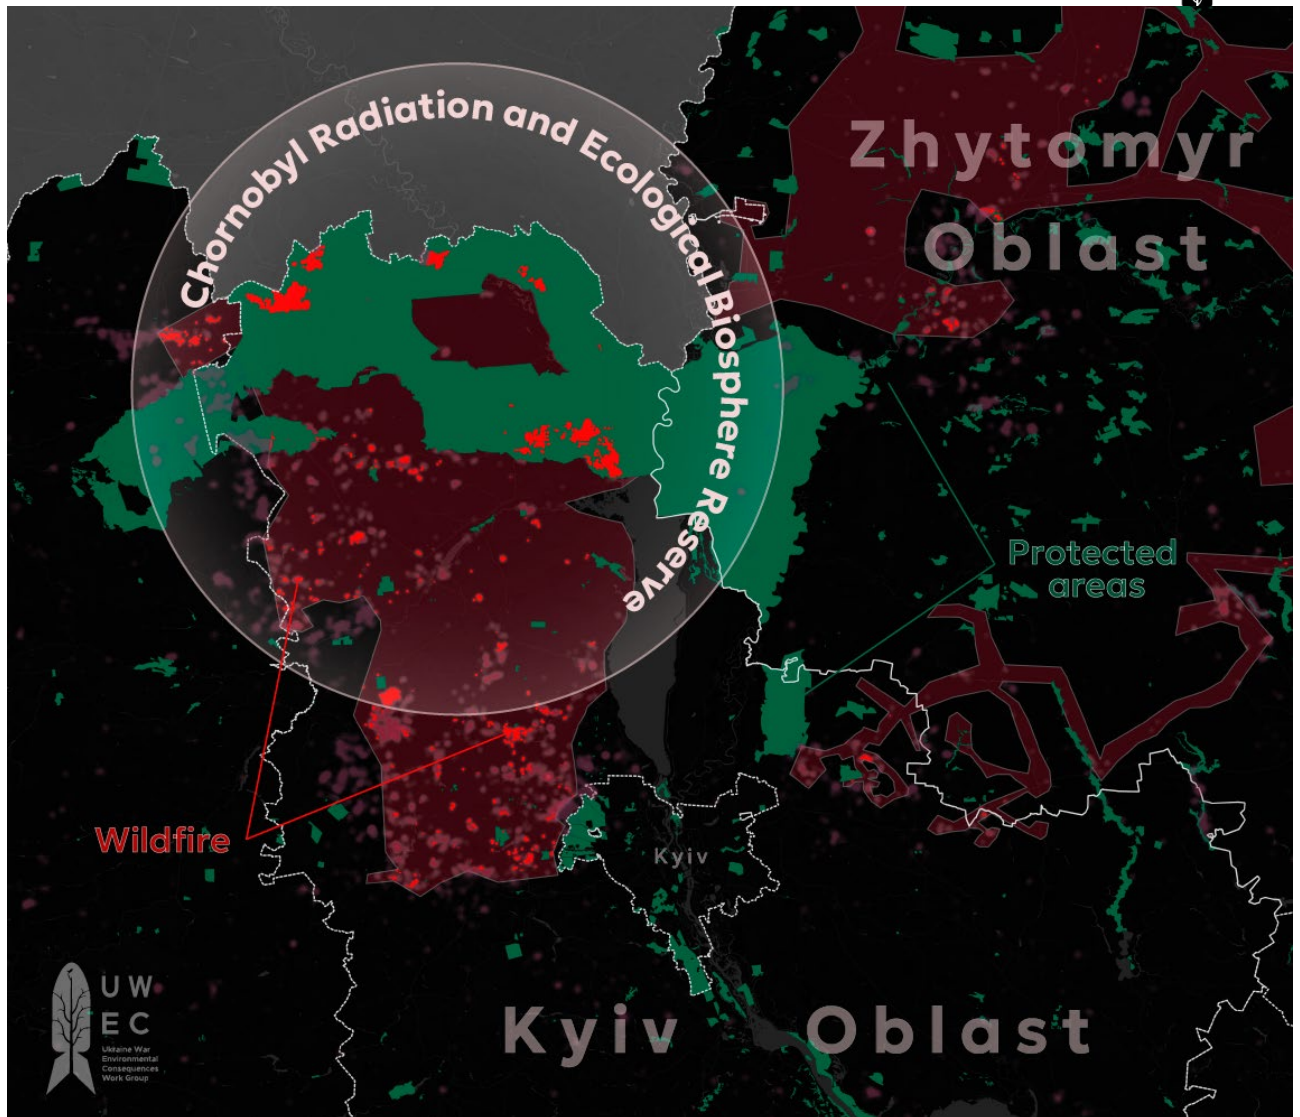 Chornobyl Radiation and Ecological Biosphere Reserve
Zhytomyr
Oblast
Protected
areas
Wildfire
Kyiv
Kyiv Oblast
UW
EC
Ukraine War
Environmental
Consequences
Work Group